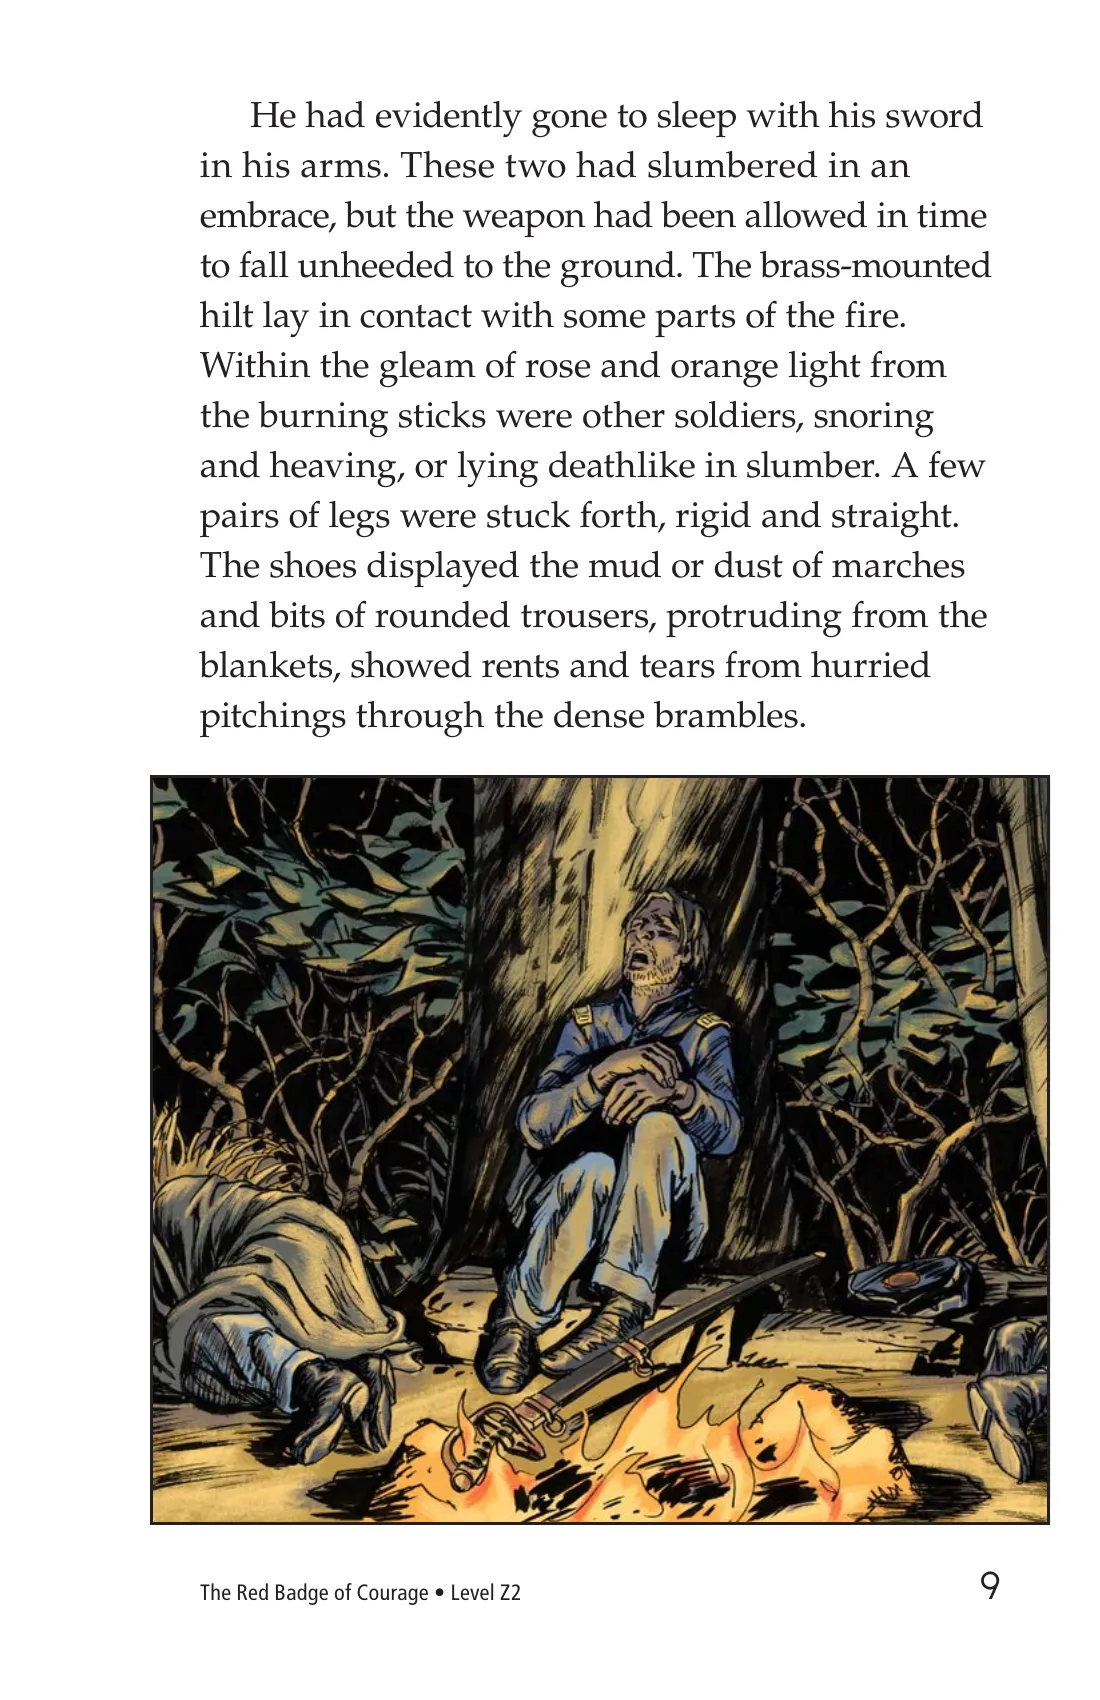 He had evidently gone to sleep with his sword
in his arms. These two had slumbered in an
embrace, but the weapon had been allowed in time
to fall unheeded to the ground. The brass-mounted
hilt lay in contact with some parts of the fire.
Within the gleam of rose and orange light from
the burning sticks were other soldiers, snoring
and heaving, or lying deathlike in slumber. A few
pairs of legs were stuck forth, rigid and straight.
The shoes displayed the mud or dust of marches
and bits of rounded trousers, protruding from the
blankets, showed rents and tears from hurried
pitchings through the dense brambles.
The Red Badge of Courage • Level Z2
9